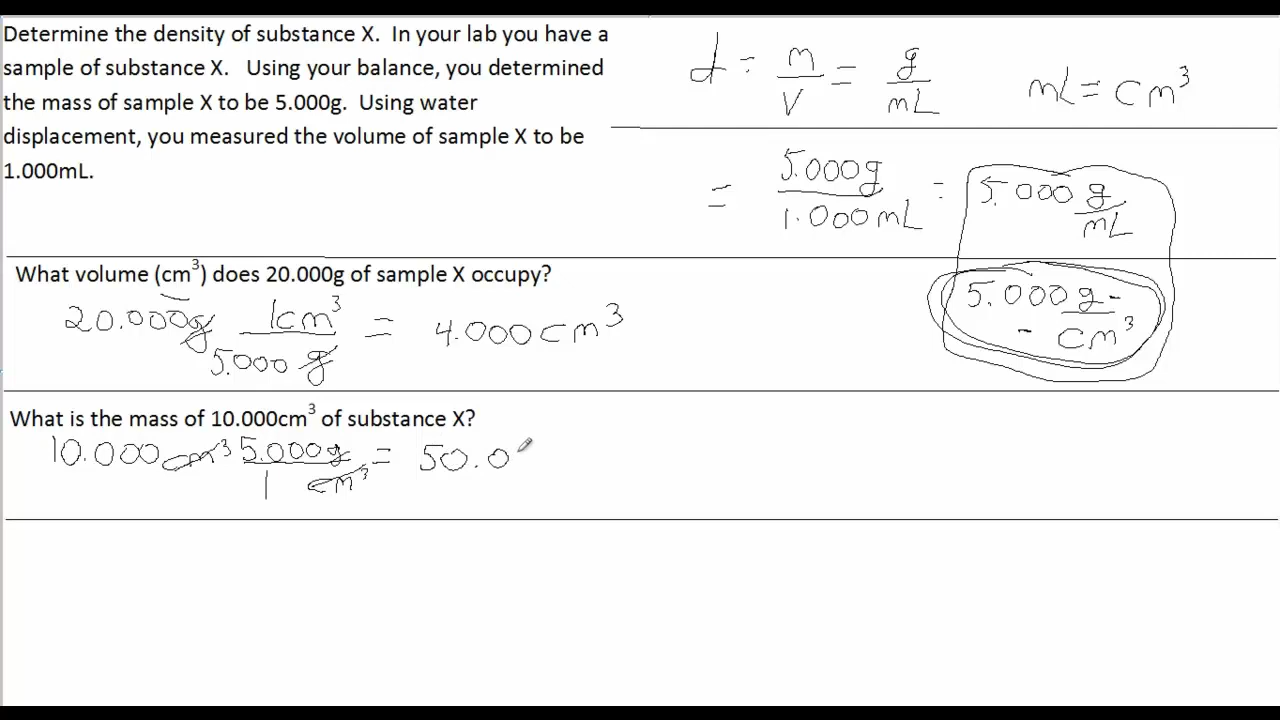 Determine the density of substance X. In your lab you have a
sample of substance X. Using your balance, you determined
the mass of sample X to be 5.000g. Using water
displacement, you measured the volume of sample X to be
1.000mL.
d = m/V = g/mL mL = cm³
= 5.000g/1.000mL = 5.000 g/mL
5.000 g/cm³
What volume (cm³) does 20.000g of sample X occupy?
20.000g 1cm³/5.000 g = 4.000cm³
What is the mass of 10.000cm³ of substance X?
10.000cm³ 5.000g/1 cm³ = 50.0